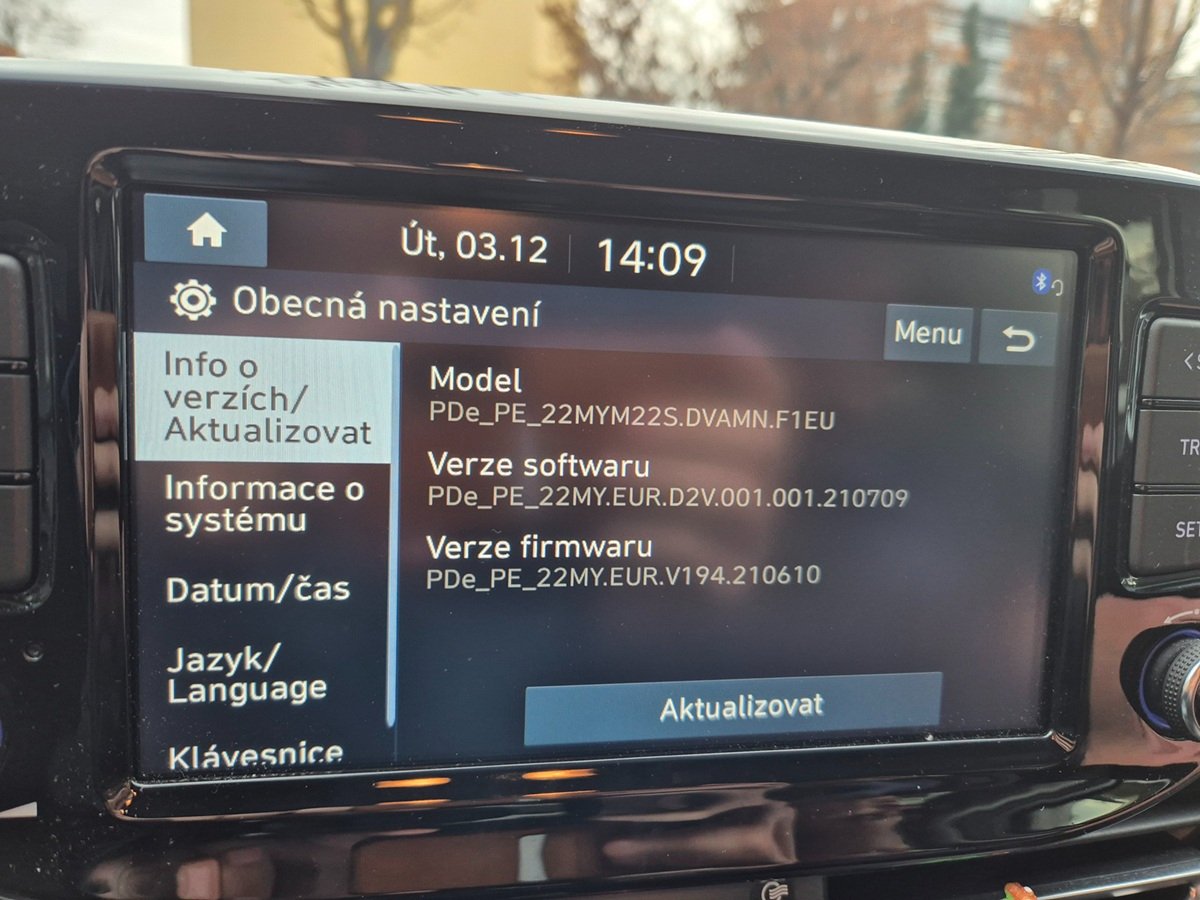 Út, 03.12
14:09
Obecná nastavení
Menu
Info o
verzích/
Aktualizovat
Informace o
systému
Datum/čas
Jazyk/
Language
Klávesnice
Model
PDe_PE_22MYM22S.DVAMN.F1EU
Verze softwaru
PDe_PE_22MY.EUR.D2V.001.001.210709
Verze firmwaru
PDe_PE_22MY.EUR.V194.210610
Aktualizovat